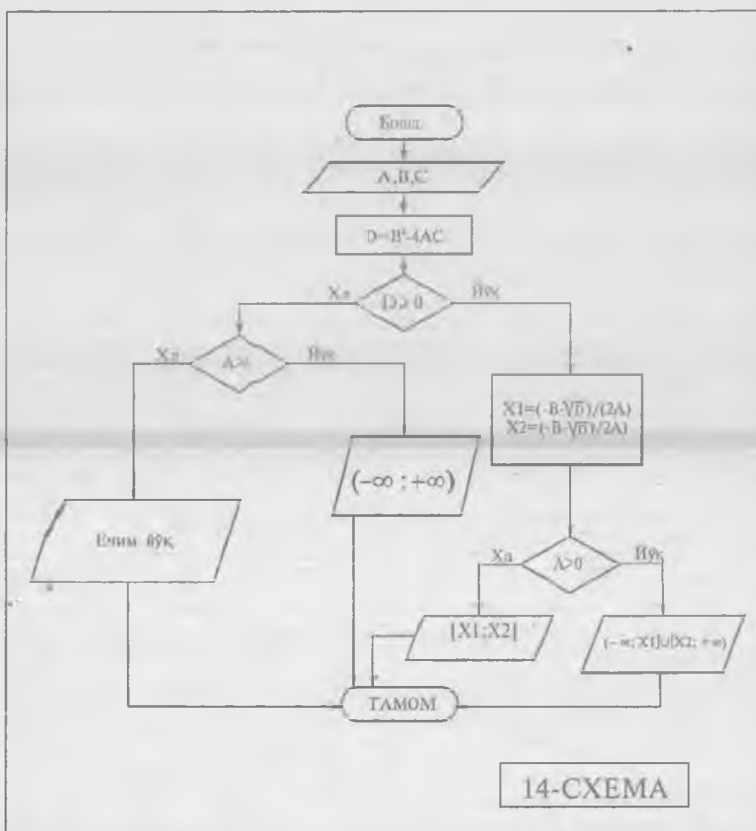 Бошл.
A,B,C
D=B²-4AC
Ха
D > 0
Йўқ
Ха
Йўқ
X1=(-B-√D)/(2A)
X2=(-B-√D)/2A)
(−∞ : +∞)
Ечим йўқ
Ха
A>0
Йўқ
[X1;X2]
(−∞; X1]∪[X2; +∞)
ТАМОМ
14-СХЕМА